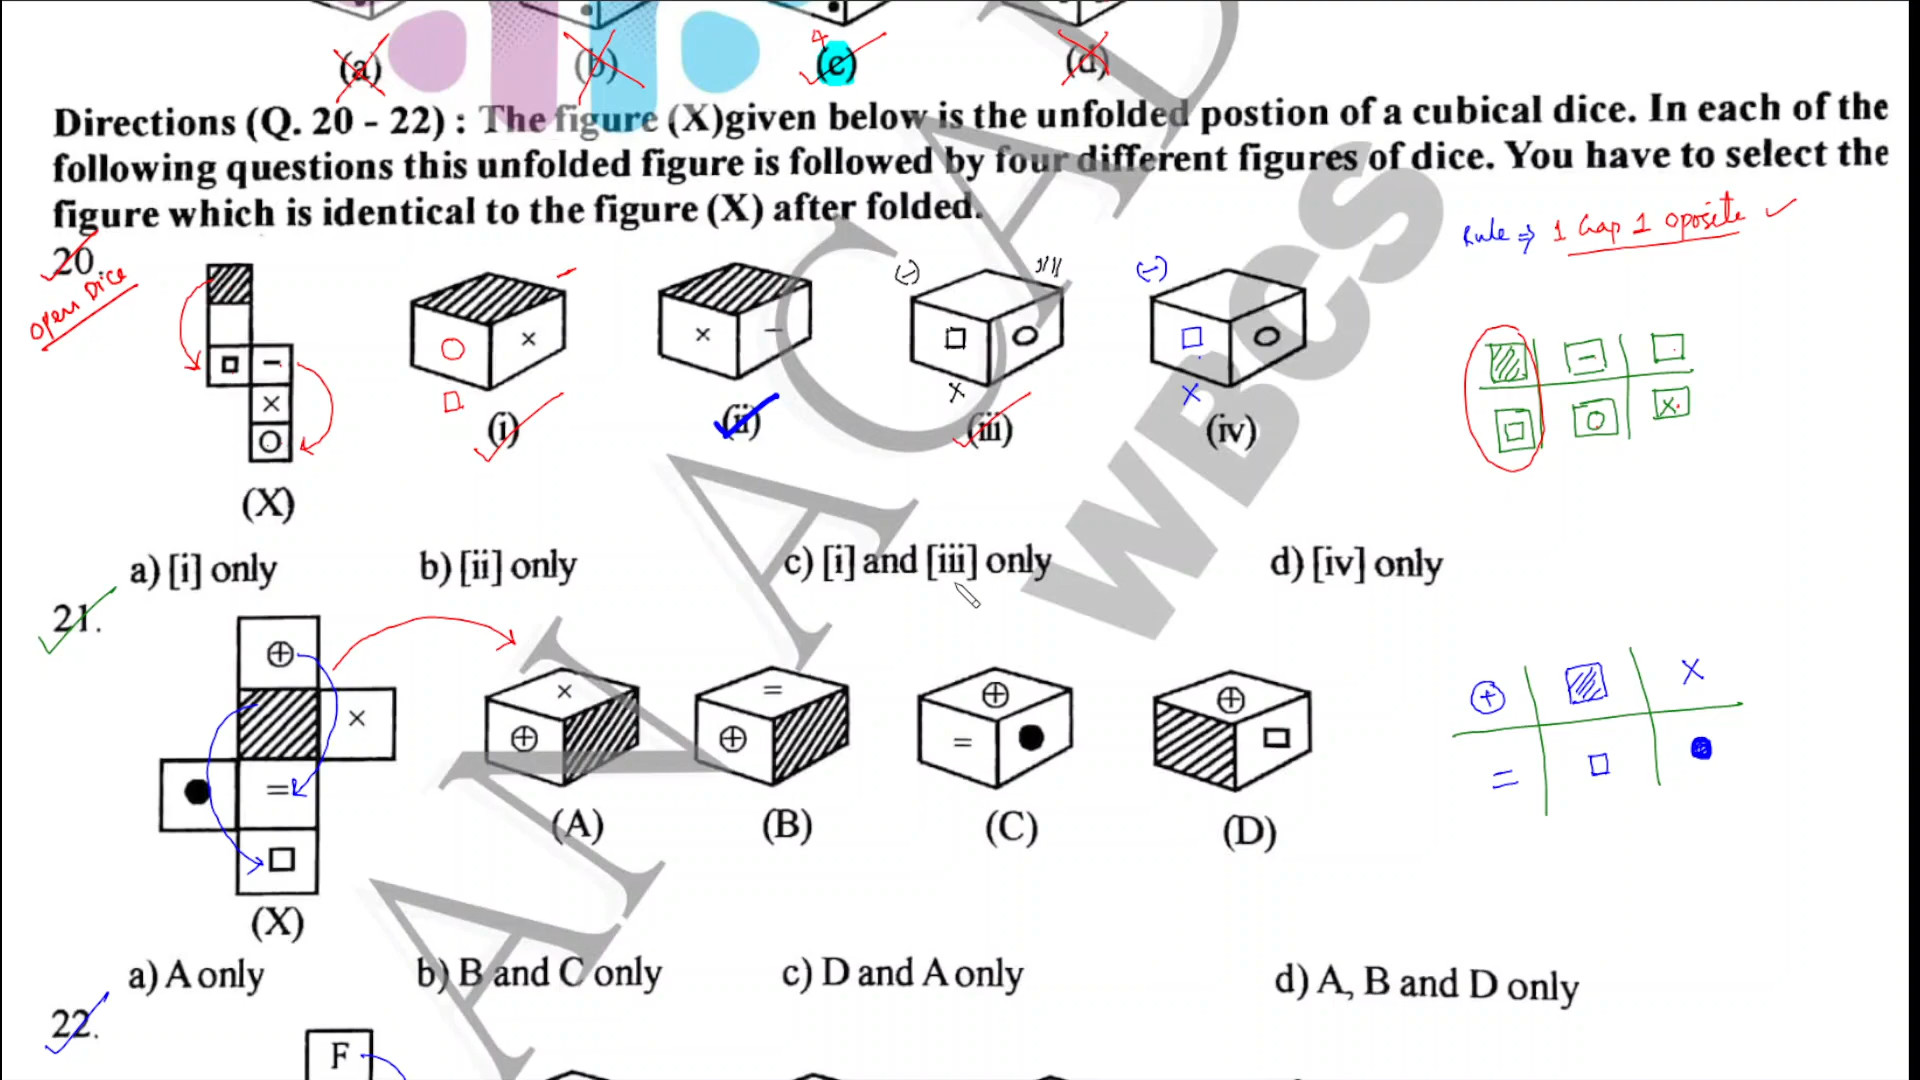 (a) (b) 4 (c) (d)
Directions (Q. 20 - 22) : The figure (X)given below is the unfolded postion of a cubical dice. In each of the
following questions this unfolded figure is followed by four different figures of dice. You have to select the
figure which is identical to the figure (X) after folded.
Rule ⇒ 1 Gap 1 oposite ✓
20.
Open Dice
(X) (i) (ii) (iii) (iv)
a) [i] only b) [ii] only c) [i] and [iii] only d) [iv] only
21.
(A) (B) (C) (D)
(X)
a) A only b) B and C only c) D and A only d) A, B and D only
22.
F
WBCS